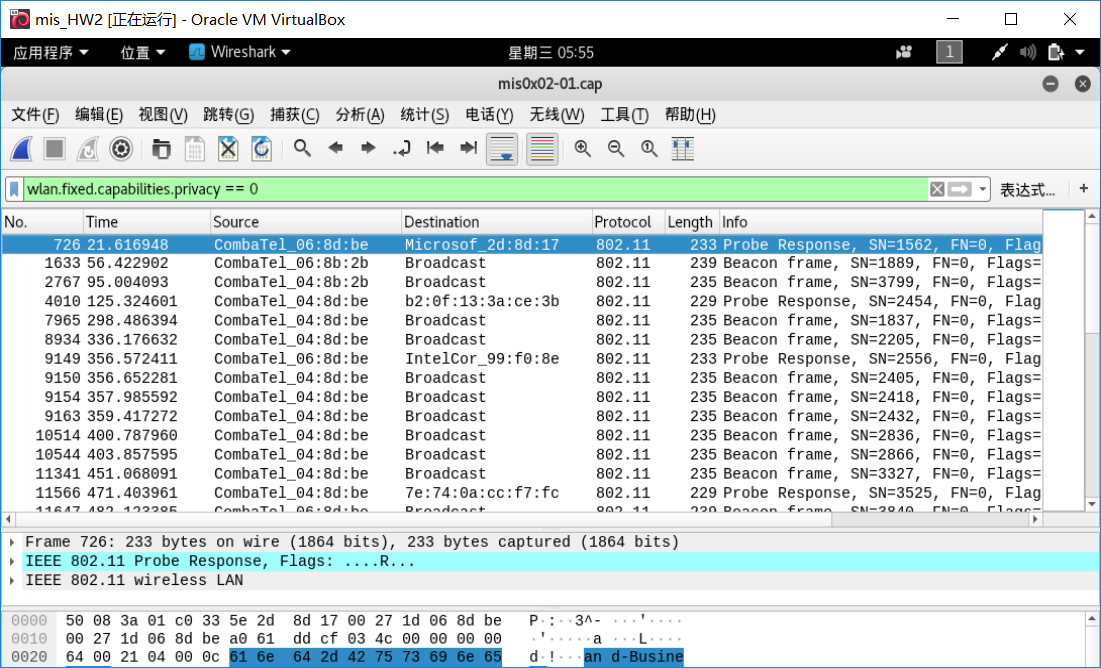 mis_HW2 [正在运行] - Oracle VM VirtualBox
应用程序 位置 Wireshark 星期三 05:55 1
mis0x02-01.cap
文件(F) 编辑(E) 视图(V) 跳转(G) 捕获(C) 分析(A) 统计(S) 电话(Y) 无线(W) 工具(T) 帮助(H)
wlan.fixed.capabilities.privacy == 0 表达式… +
No. Time Source Destination Protocol Length Info
726 21.616948 CombaTel_06:8d:be Microsof_2d:8d:17 802.11 233 Probe Response, SN=1562, FN=0, Flag
1633 56.422902 CombaTel_06:8b:2b Broadcast 802.11 239 Beacon frame, SN=1889, FN=0, Flags=
2767 95.004093 CombaTel_04:8b:2b Broadcast 802.11 235 Beacon frame, SN=3799, FN=0, Flags=
4010 125.324601 CombaTel_04:8d:be b2:0f:13:3a:ce:3b 802.11 229 Probe Response, SN=2454, FN=0, Flag
7965 298.486394 CombaTel_04:8d:be Broadcast 802.11 235 Beacon frame, SN=1837, FN=0, Flags=
8934 336.176632 CombaTel_04:8d:be Broadcast 802.11 235 Beacon frame, SN=2205, FN=0, Flags=
9149 356.572411 CombaTel_06:8d:be IntelCor_99:f0:8e 802.11 233 Probe Response, SN=2556, FN=0, Flag
9150 356.652281 CombaTel_04:8d:be Broadcast 802.11 235 Beacon frame, SN=2405, FN=0, Flags=
9154 357.985592 CombaTel_04:8d:be Broadcast 802.11 235 Beacon frame, SN=2418, FN=0, Flags=
9163 359.417272 CombaTel_04:8d:be Broadcast 802.11 235 Beacon frame, SN=2432, FN=0, Flags=
10514 400.787960 CombaTel_04:8d:be Broadcast 802.11 235 Beacon frame, SN=2836, FN=0, Flags=
10544 403.857595 CombaTel_04:8d:be Broadcast 802.11 235 Beacon frame, SN=2866, FN=0, Flags=
11341 451.068091 CombaTel_04:8d:be Broadcast 802.11 235 Beacon frame, SN=3327, FN=0, Flags=
11566 471.403961 CombaTel_04:8d:be 7e:74:0a:cc:f7:fc 802.11 229 Probe Response, SN=3525, FN=0, Flag
Frame 726: 233 bytes on wire (1864 bits), 233 bytes captured (1864 bits)
IEEE 802.11 Probe Response, Flags: ....R...
IEEE 802.11 wireless LAN
0000 50 08 3a 01 c0 33 5e 2d 8d 17 00 27 1d 06 8d be P·:··3^- ···'····
0010 00 27 1d 06 8d be a0 61 dd cf 03 4c 00 00 00 00 ·'·····a ···L····
0020 64 00 21 04 00 0c 61 6e 64 2d 42 75 73 69 6e 65 d·!···an d-Busine